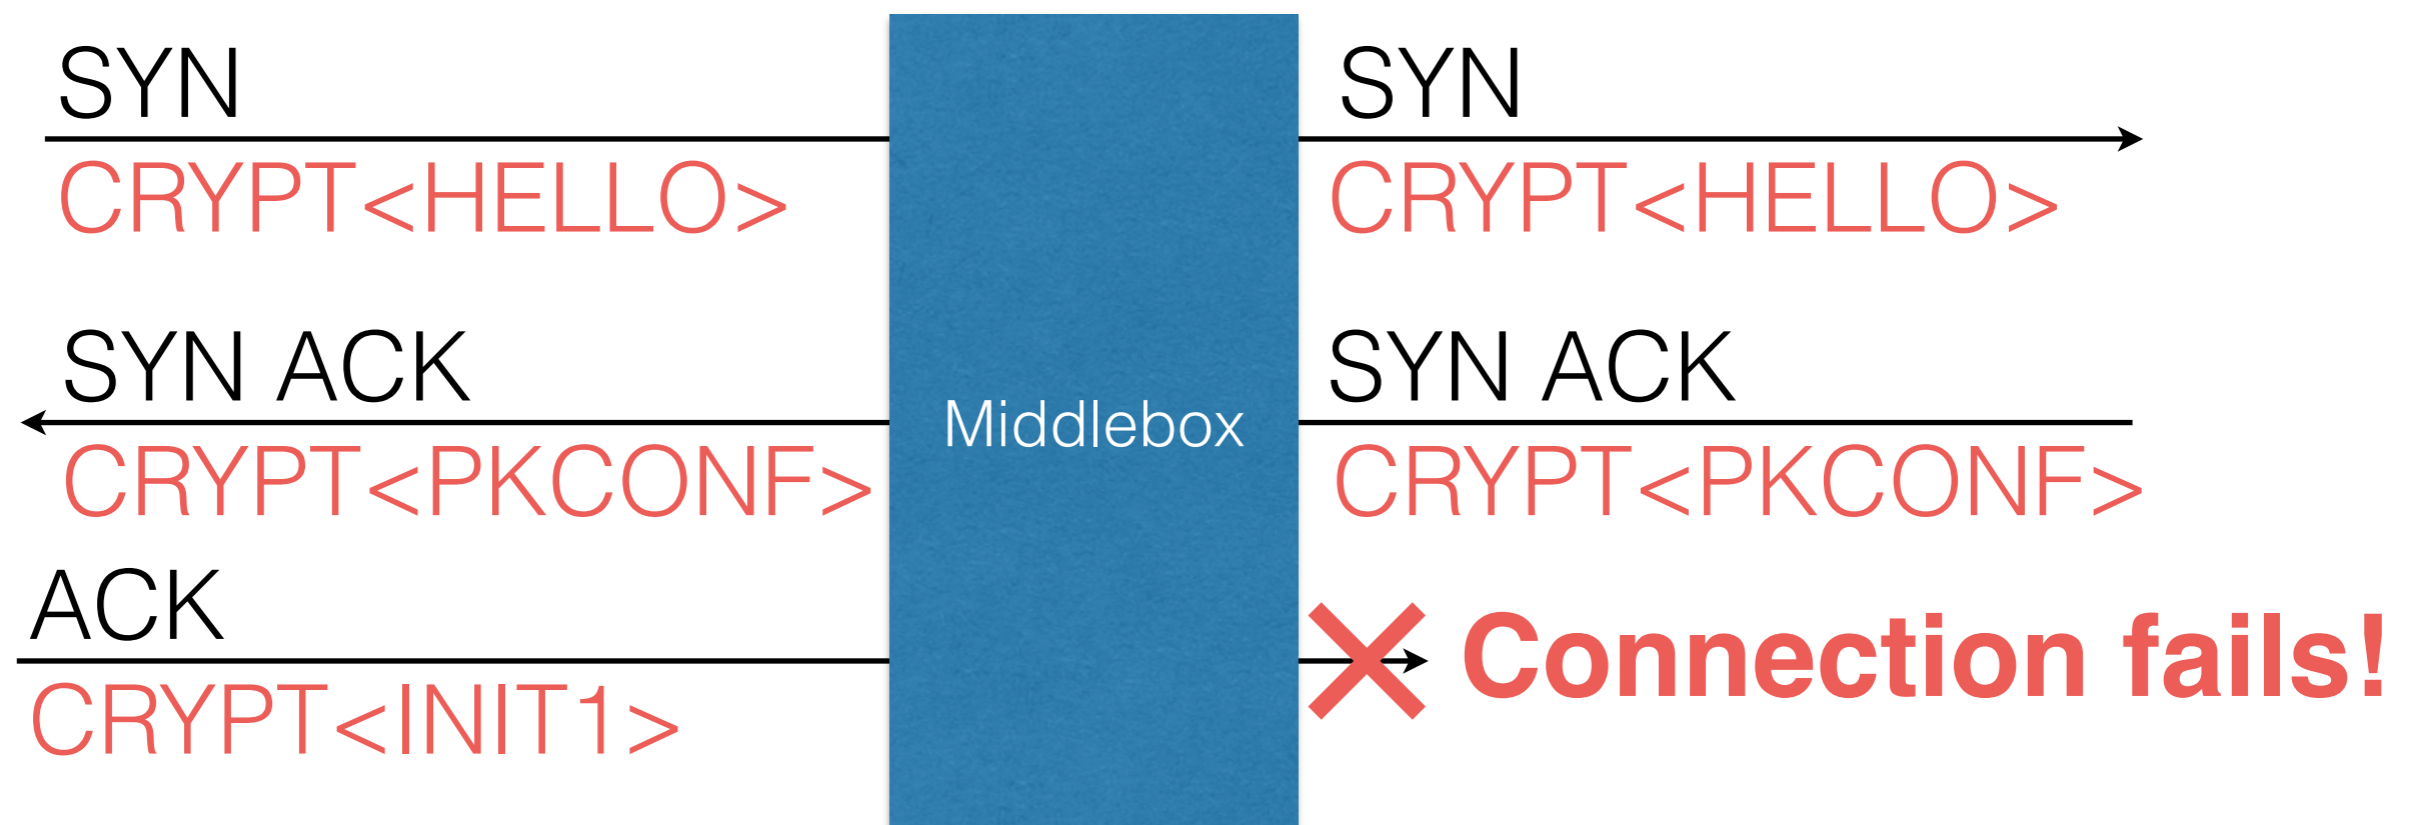 SYN
SYN
CRYPT<HELLO>
CRYPT<HELLO>
SYN ACK
SYN ACK
Middlebox
CRYPT<PKCONF>
CRYPT<PKCONF>
ACK
Connection fails!
CRYPT<INIT1>